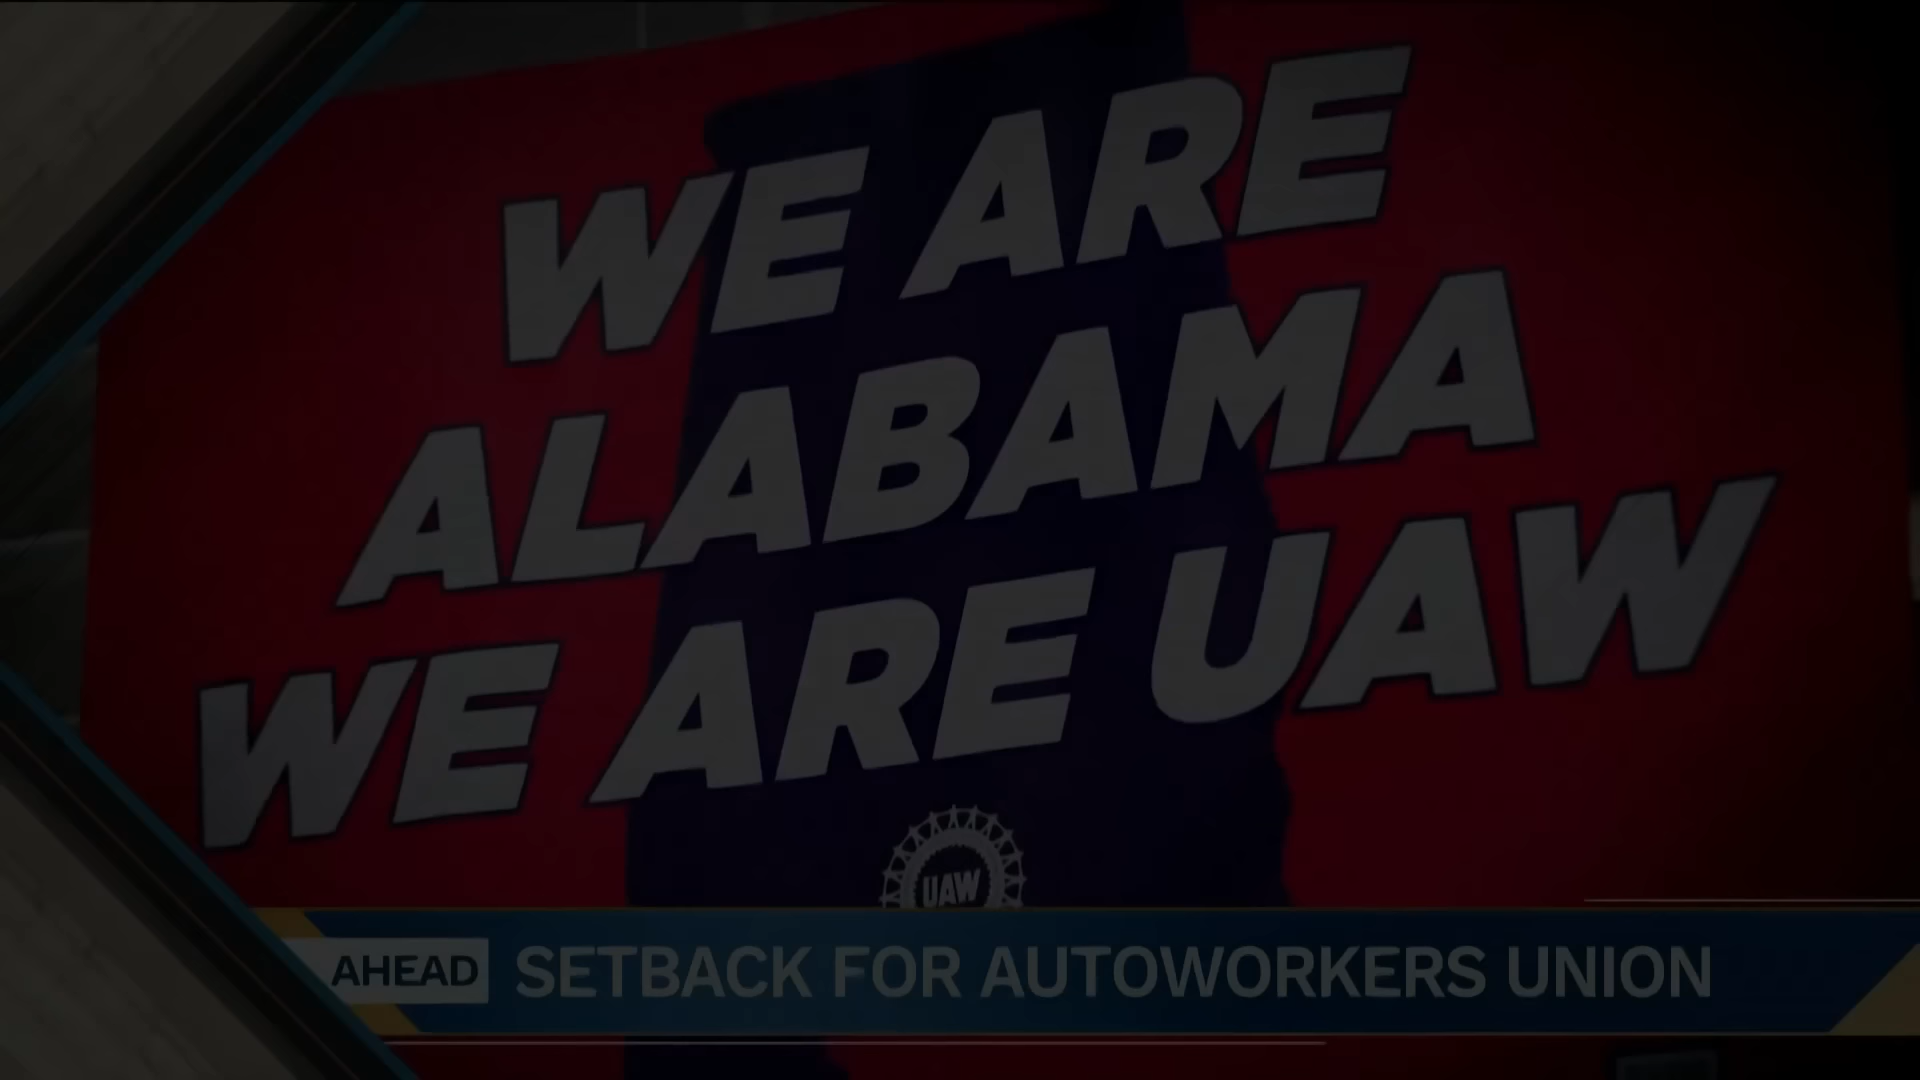 WE ARE
ALABAMA
WE ARE UAW
UAW
AHEAD SETBACK FOR AUTOWORKERS UNION